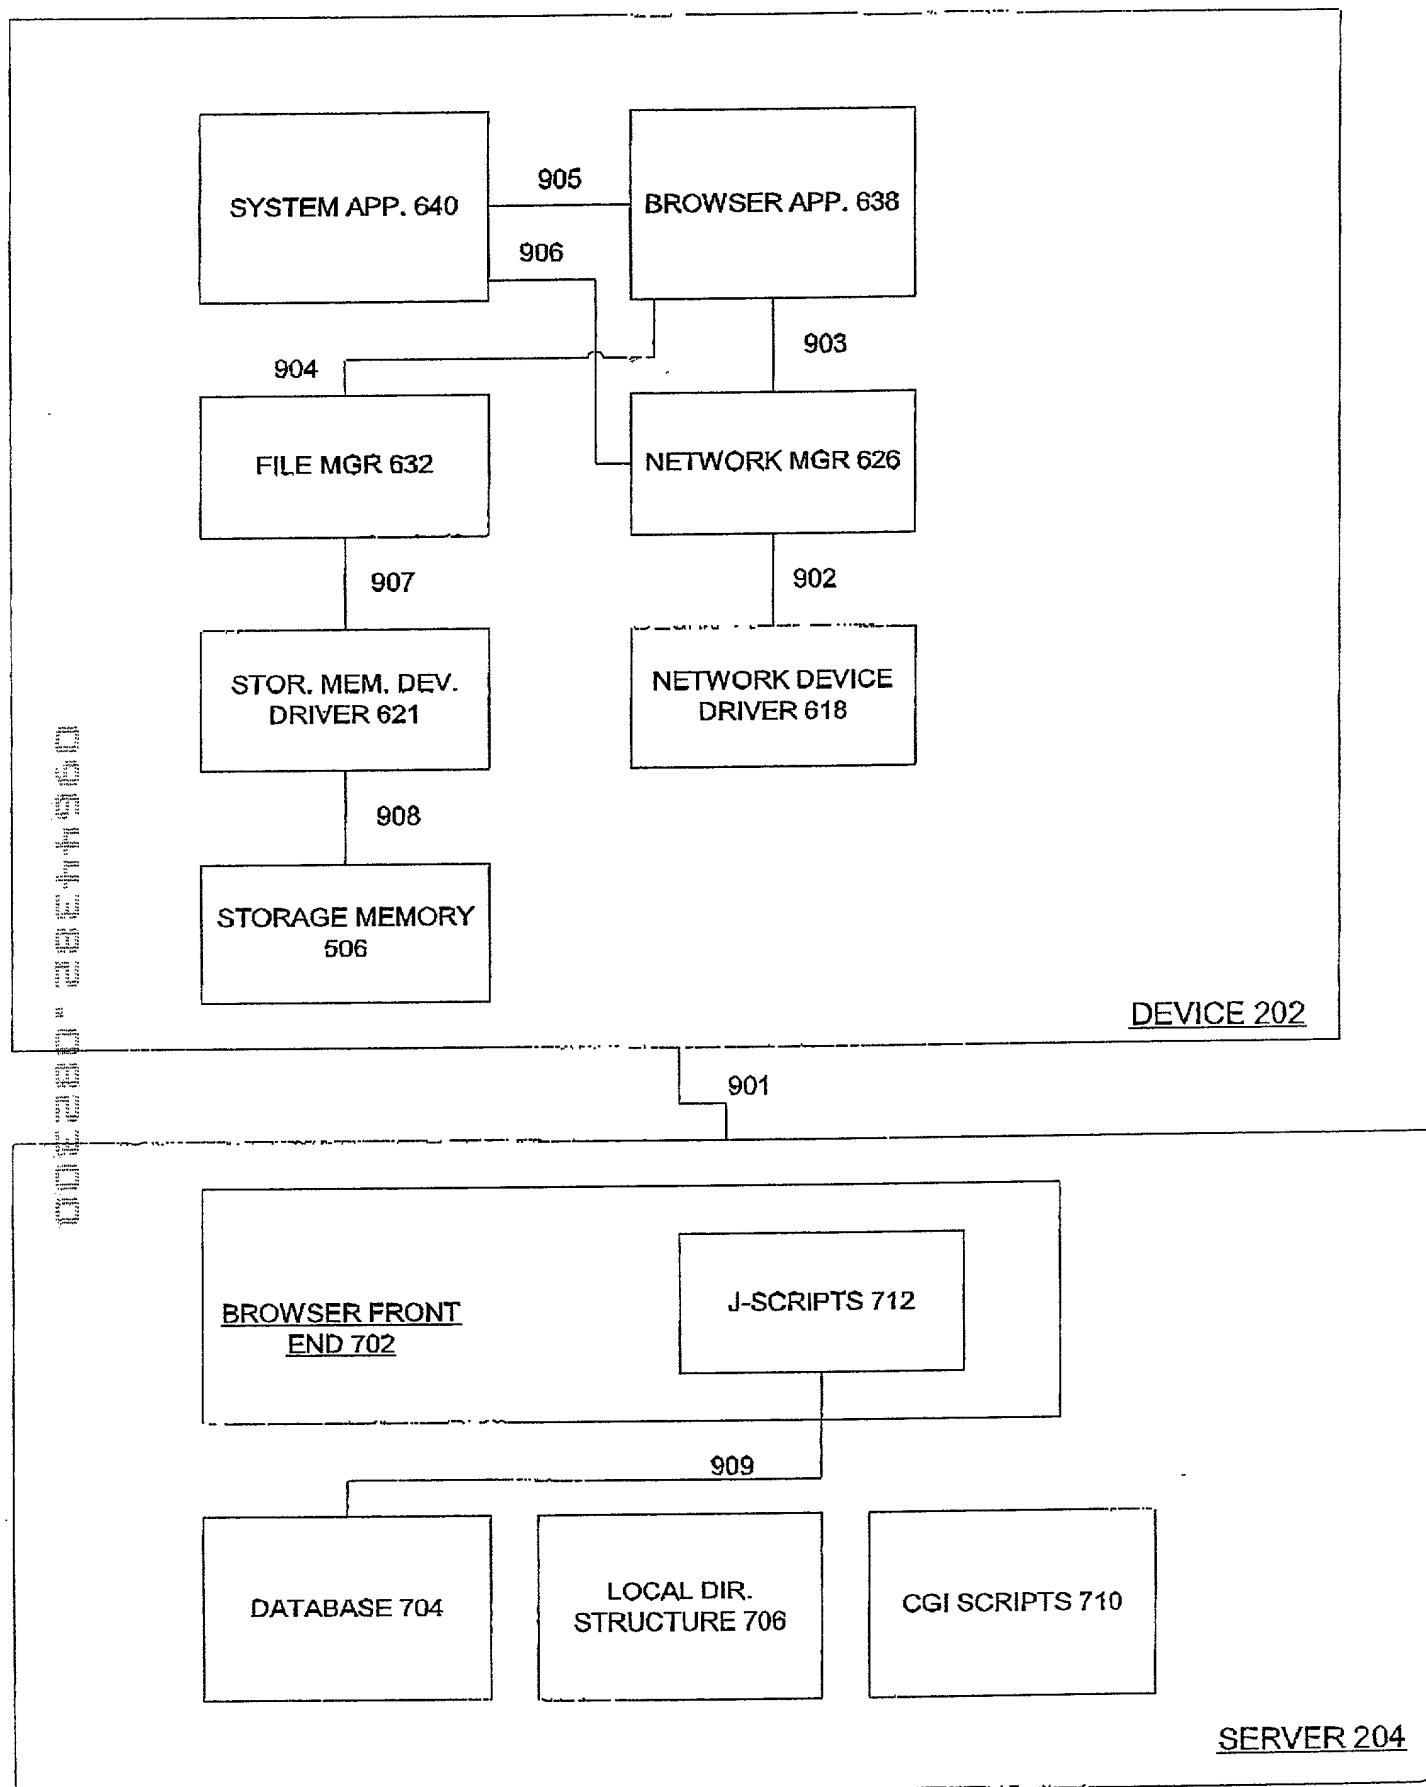 905
SYSTEM APP. 640
BROWSER APP. 638
906
903
904
FILE MGR 632
NETWORK MGR 626
907
902
STOR. MEM. DEV.
DRIVER 621
NETWORK DEVICE
DRIVER 618
908
STORAGE MEMORY
506
DEVICE 202
901
J-SCRIPTS 712
BROWSER FRONT
END 702
909
DATABASE 704
LOCAL DIR.
STRUCTURE 706
CGI SCRIPTS 710
SERVER 204